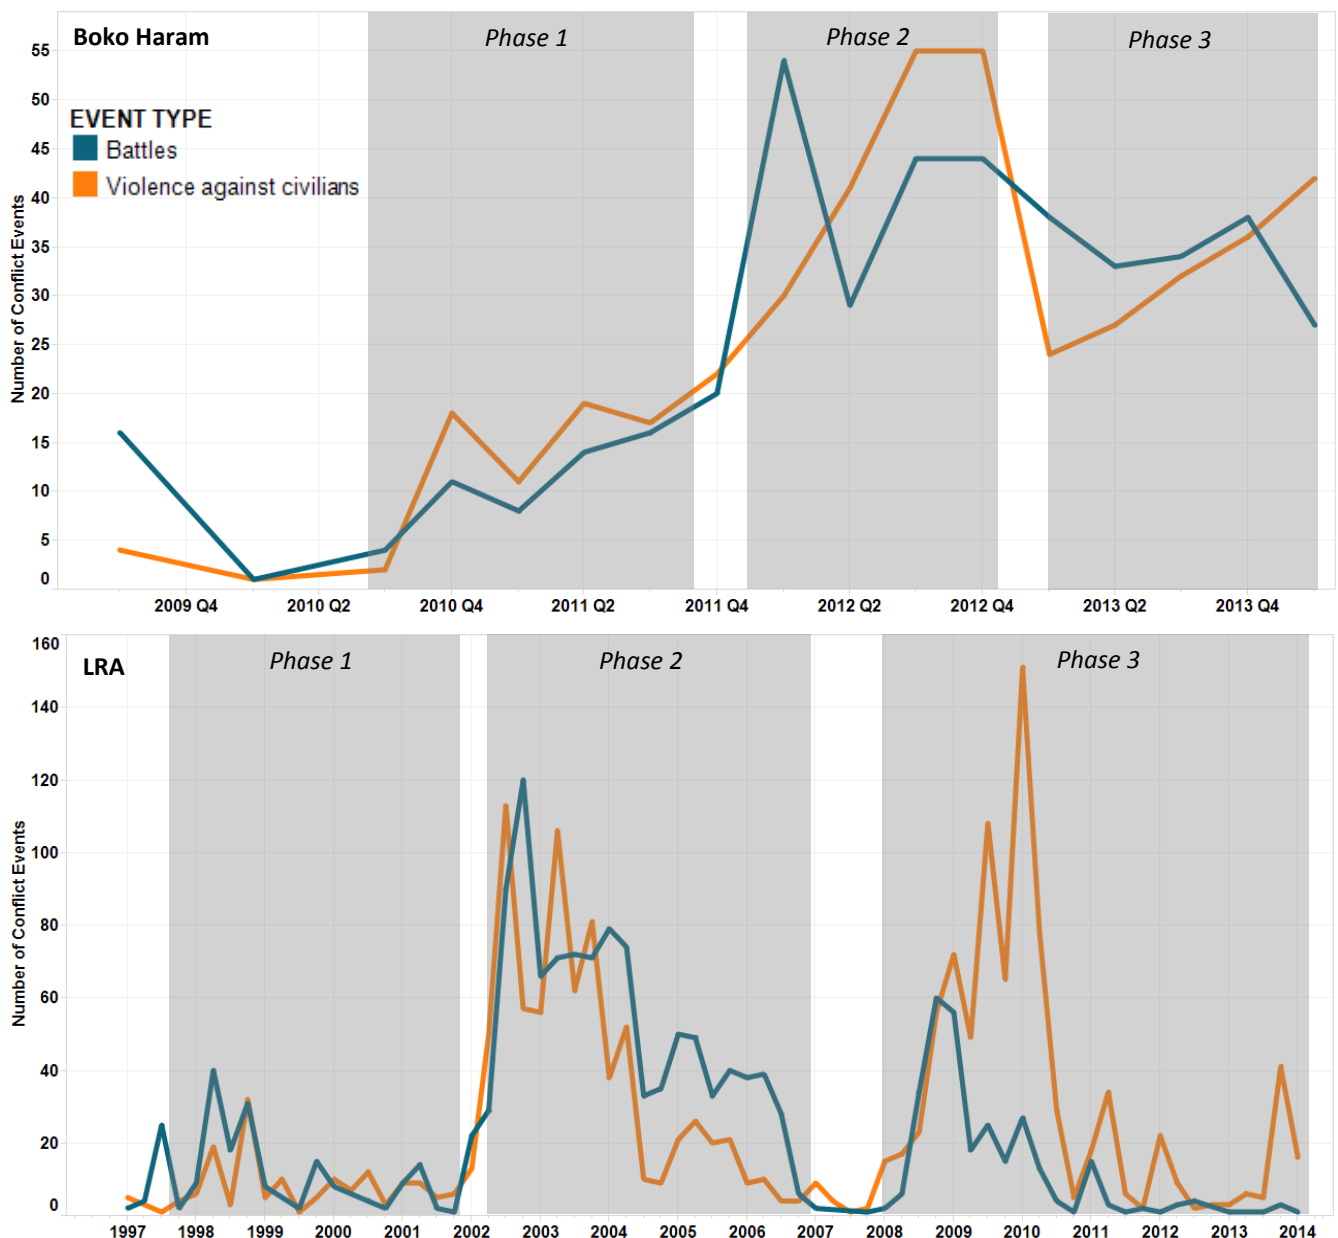 Boko Haram
Phase 1
Phase 2
Phase 3
EVENT TYPE
Battles
Violence against civilians
Number of Conflict Events
55
50
45
40
35
30
25
20
15
10
5
0
2009 Q4 2010 Q2 2010 Q4 2011 Q2 2011 Q4 2012 Q2 2012 Q4 2013 Q2 2013 Q4
LRA
Phase 1
Phase 2
Phase 3
Number of Conflict Events
160
140
120
100
80
60
40
20
0
1997 1998 1999 2000 2001 2002 2003 2004 2005 2006 2007 2008 2009 2010 2011 2012 2013 2014